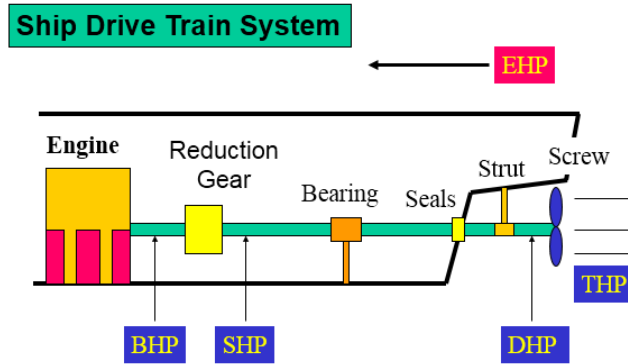 Ship Drive Train System
EHP
Engine
Reduction
Gear
Bearing
Seals
Strut
Screw
THP
BHP
SHP
DHP